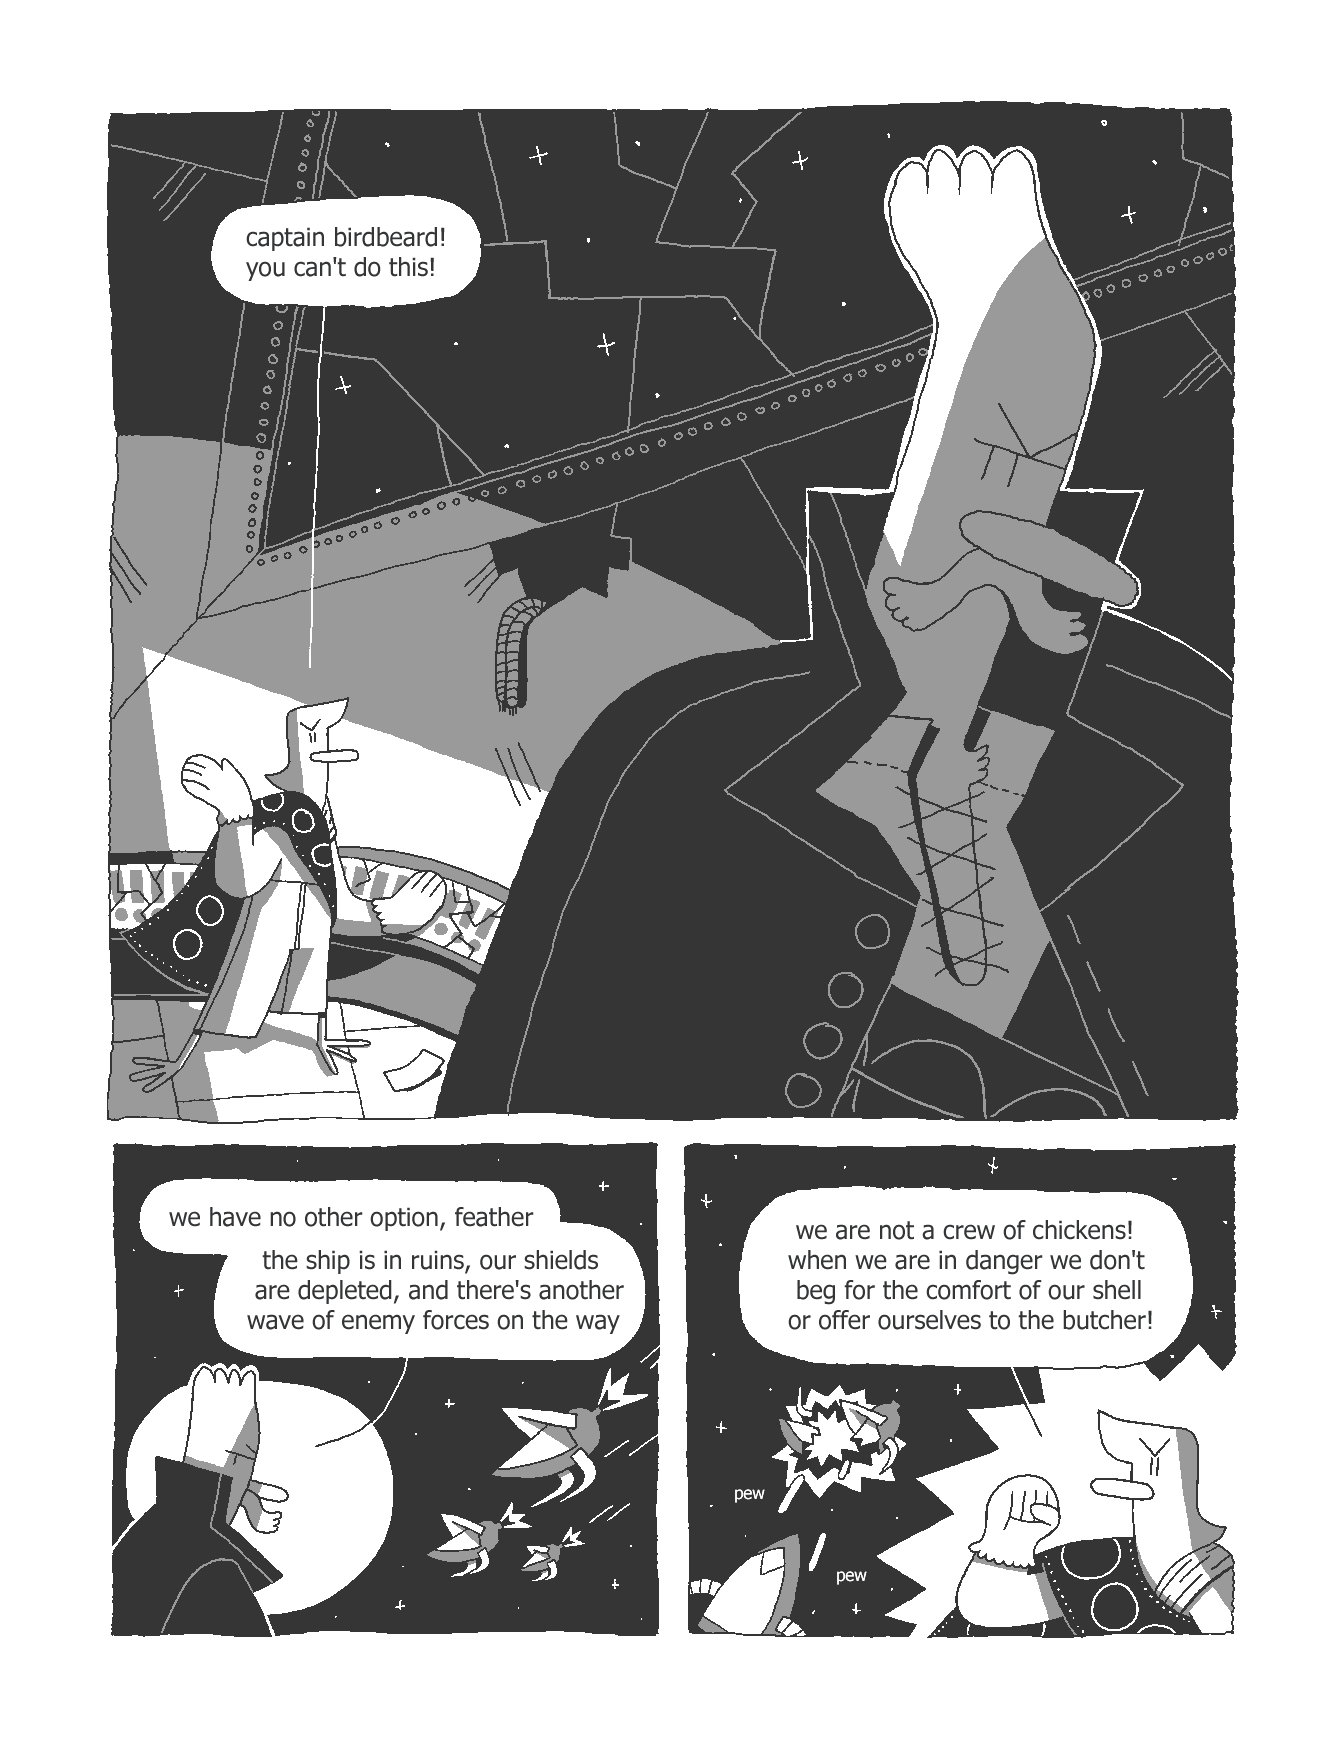 captain birdbeard!
you can't do this!
we have no other option, feather
the ship is in ruins, our shields
are depleted, and there's another
wave of enemy forces on the way
we are not a crew of chickens!
when we are in danger we don't
beg for the comfort of our shell
or offer ourselves to the butcher!
pew
pew